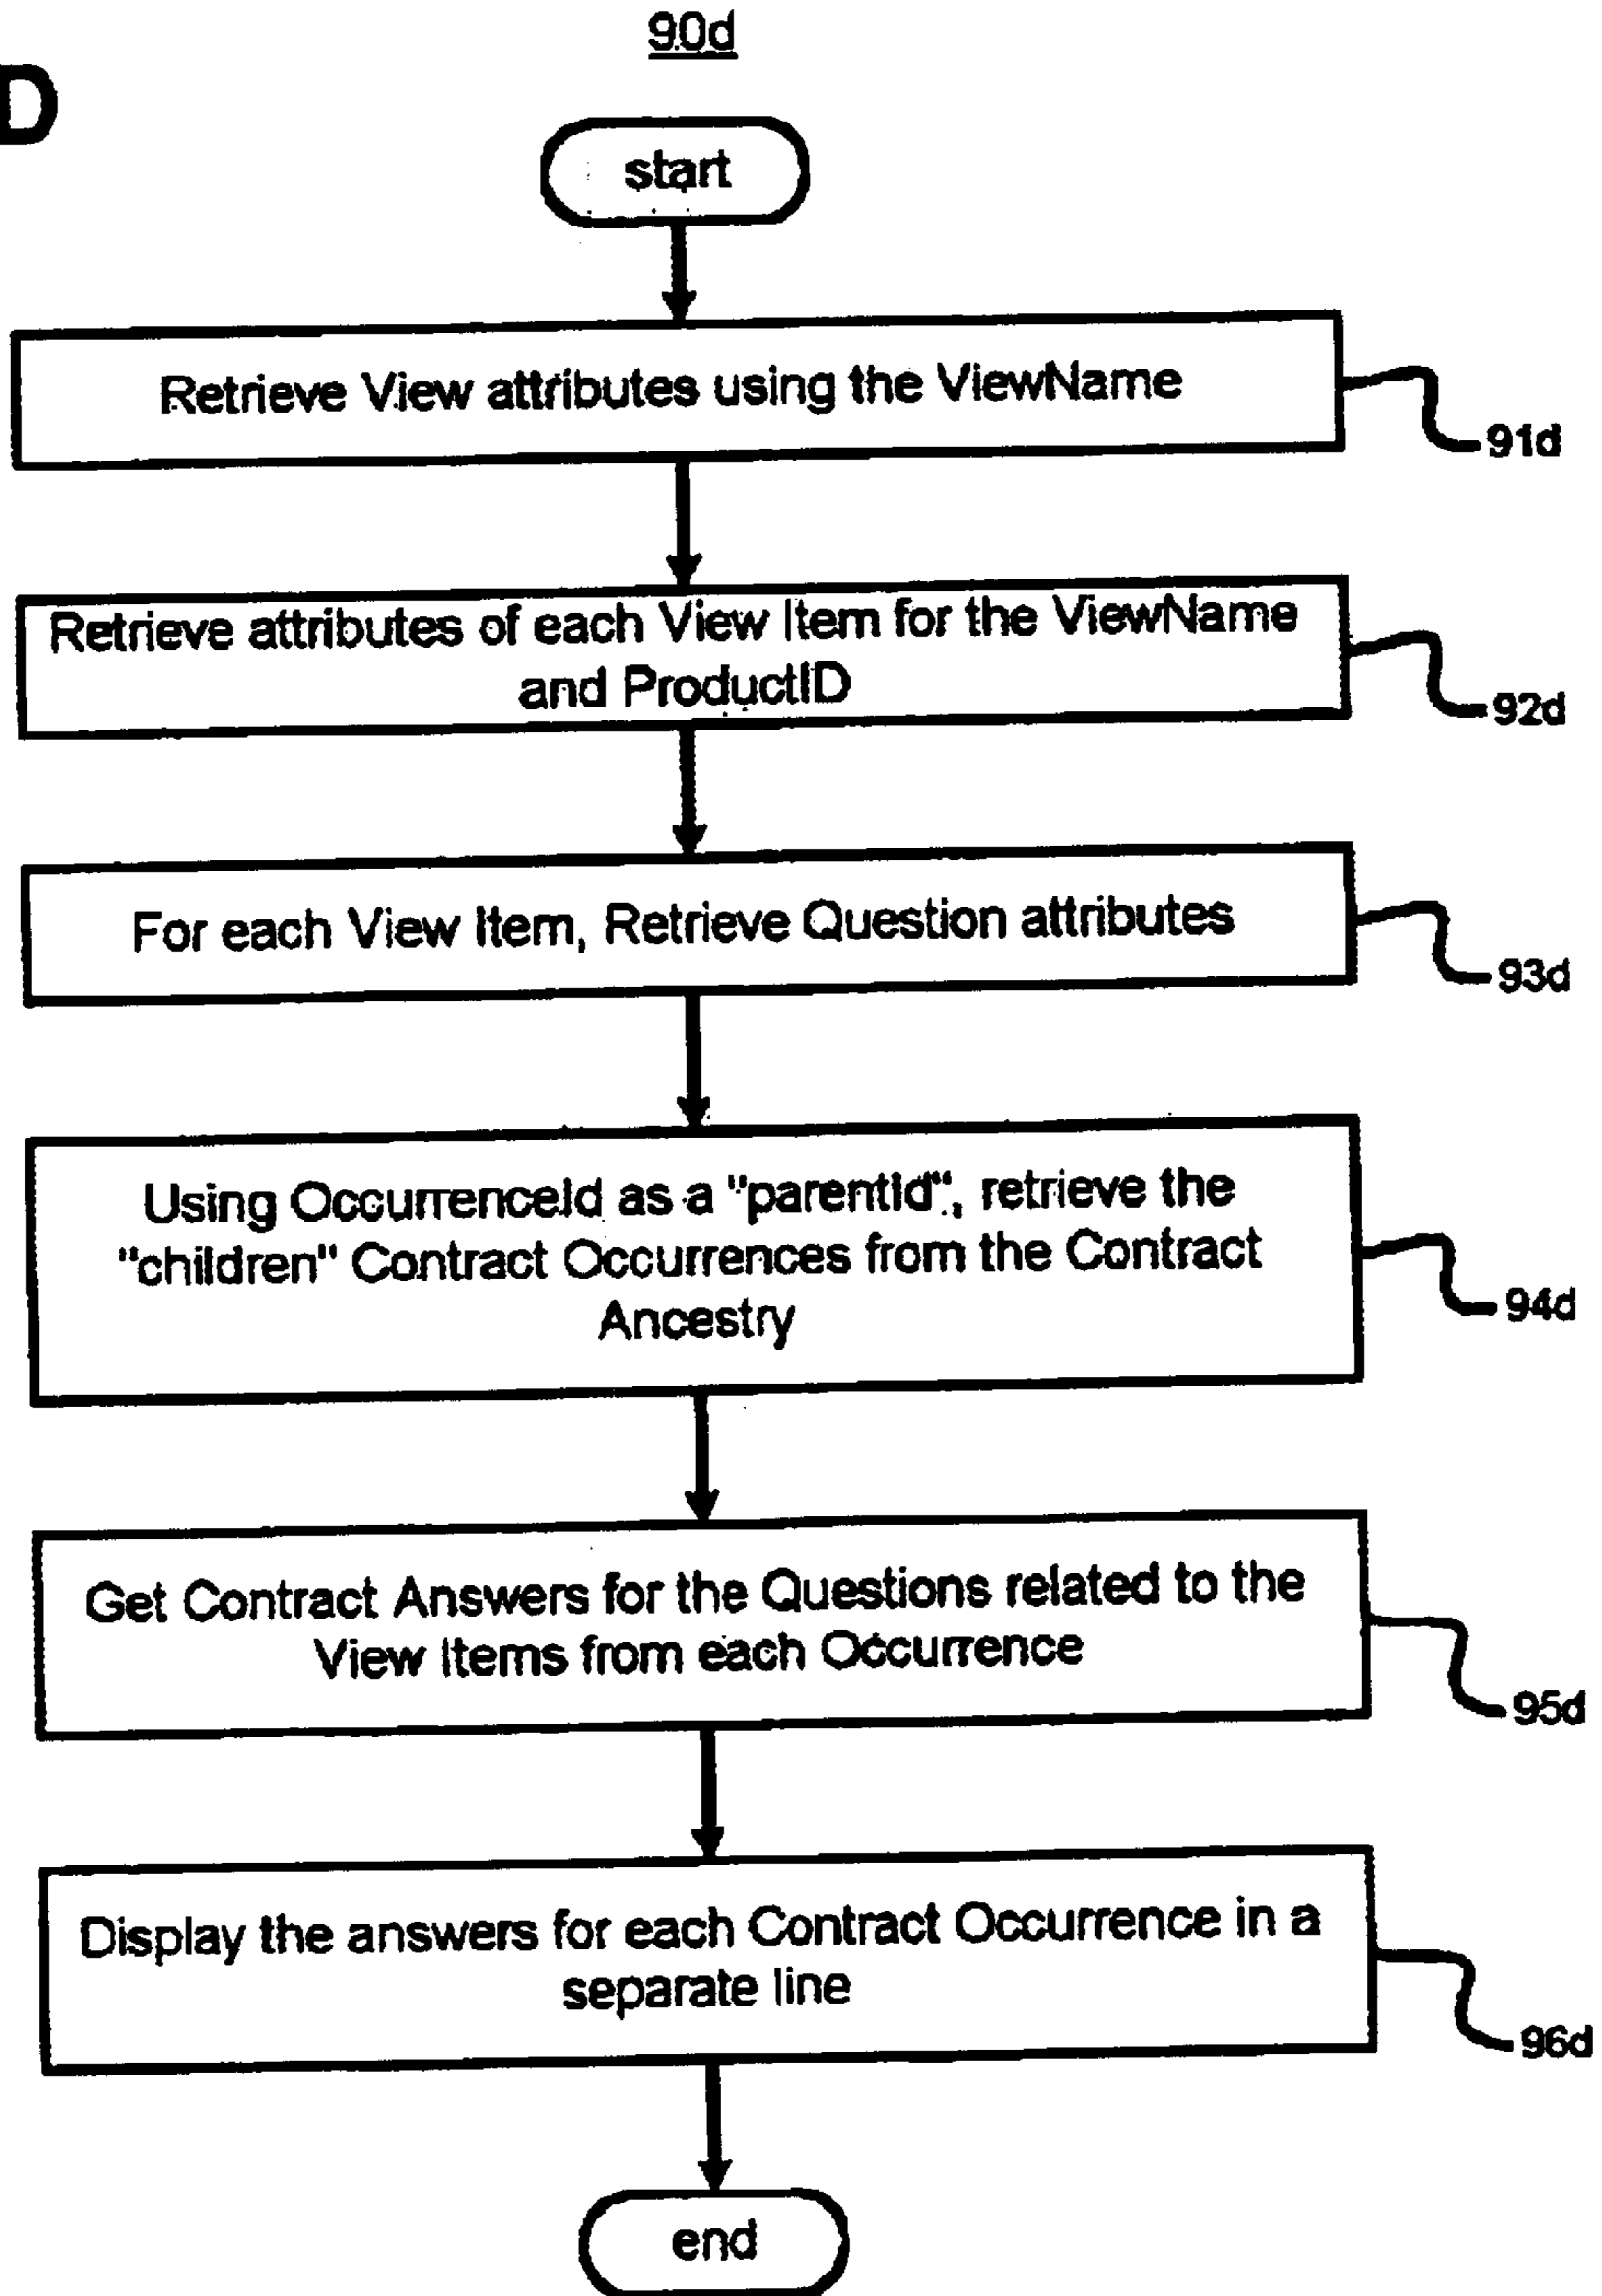 90d
D
start
Retrieve View attributes using the ViewName
91d
Retrieve attributes of each View Item for the ViewName
and ProductID
92d
For each View Item, Retrieve Question attributes
93d
Using OccurrenceId as a "parentId", retrieve the
"children" Contract Occurrences from the Contract
Ancestry
94d
Get Contract Answers for the Questions related to the
View Items from each Occurrence
95d
Display the answers for each Contract Occurrence in a
separate line
96d
end